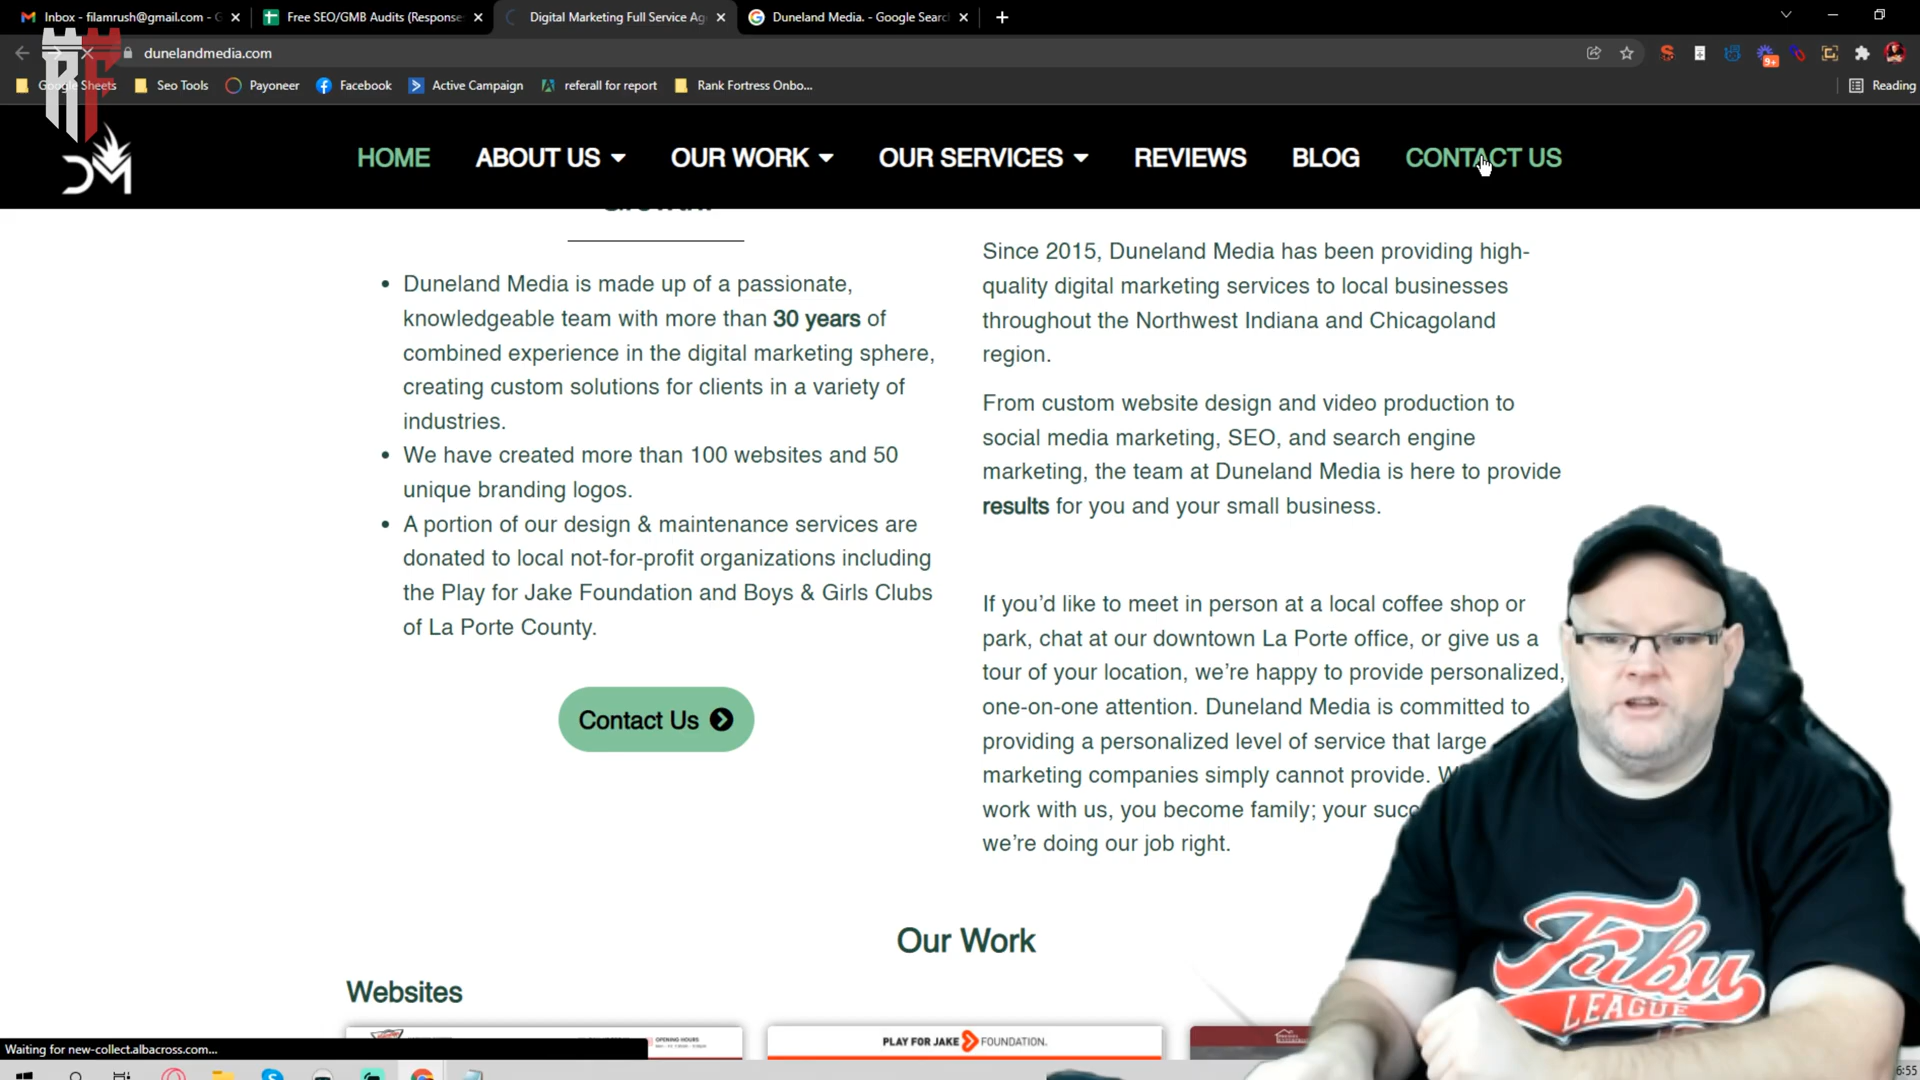 Inbox - filamrush@gmail.com - G
Free SEO/GMB Audits (Response
Digital Marketing Full Service Ag
Duneland Media. - Google Searc
dunelandmedia.com
9+
Google Sheets
Seo Tools
Payoneer
Facebook
Active Campaign
referall for report
Rank Fortress Onbo...
Reading
RF
DM
HOME
ABOUT US
OUR WORK
OUR SERVICES
REVIEWS
BLOG
CONTACT US
Duneland Media is made up of a passionate,
knowledgeable team with more than 30 years of
combined experience in the digital marketing sphere,
creating custom solutions for clients in a variety of
industries.
We have created more than 100 websites and 50
unique branding logos.
A portion of our design & maintenance services are
donated to local not-for-profit organizations including
the Play for Jake Foundation and Boys & Girls Clubs
of La Porte County.
Contact Us
Since 2015, Duneland Media has been providing high-
quality digital marketing services to local businesses
throughout the Northwest Indiana and Chicagoland
region.
From custom website design and video production to
social media marketing, SEO, and search engine
marketing, the team at Duneland Media is here to provide
results for you and your small business.
If you'd like to meet in person at a local coffee shop or
park, chat at our downtown La Porte office, or give us a
tour of your location, we're happy to provide personalized,
one-on-one attention. Duneland Media is committed to
providing a personalized level of service that large
marketing companies simply cannot provide. W
work with us, you become family; your succ
we're doing our job right.
Our Work
Websites
OPENING HOURS
PLAY FOR JAKE FOUNDATION.
Waiting for new-collect.albacross.com...
6:55
Fubu
LEAGUE